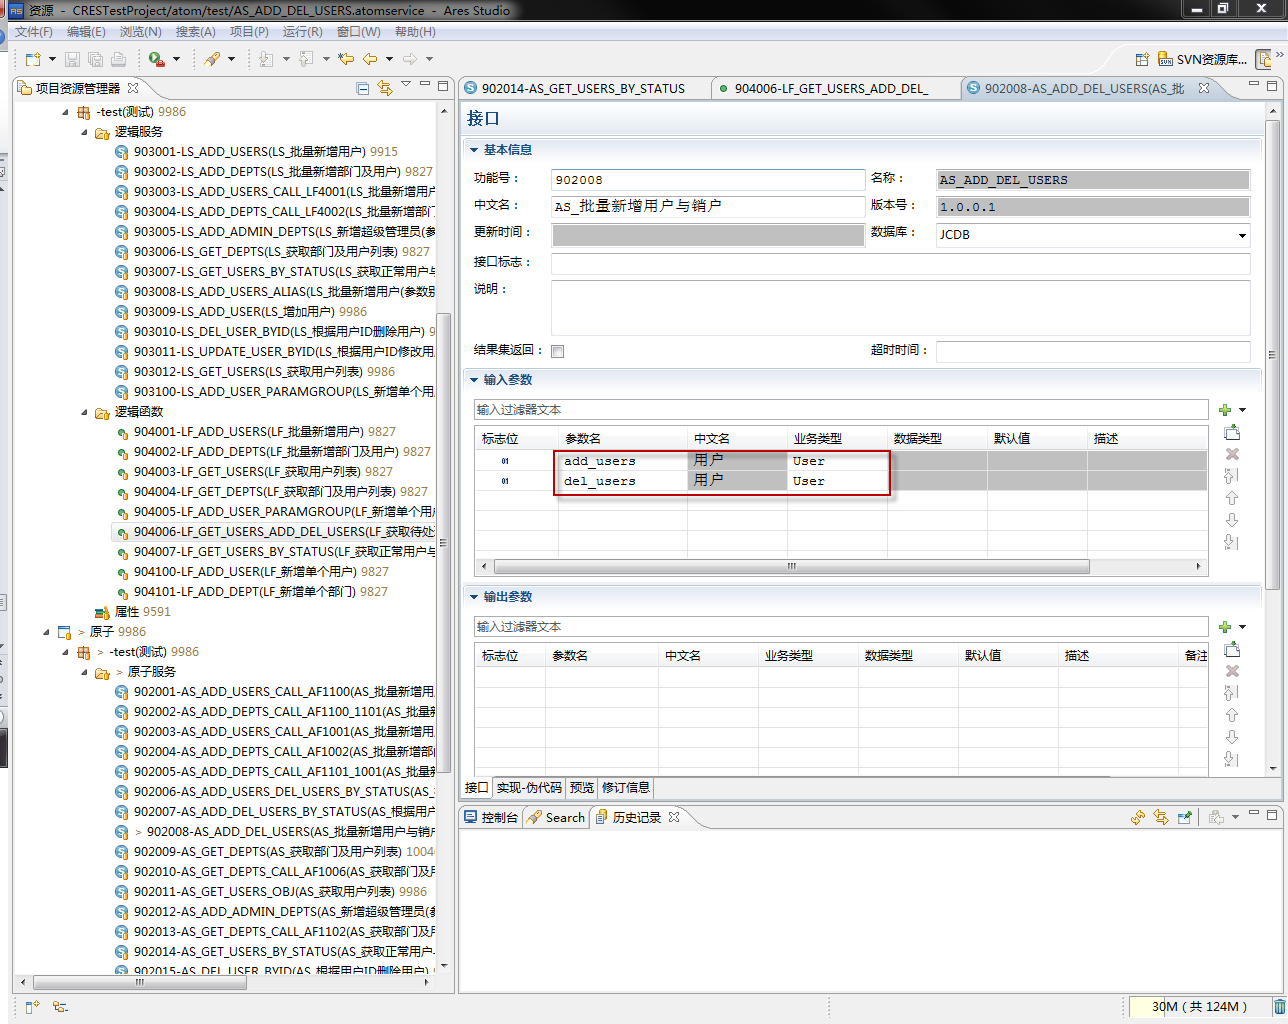 资源 - CRESTestProject/atom/test/AS_ADD_DEL_USERS.atomservice - Ares Studio
文件(F) 编辑(E) 浏览(N) 搜索(A) 项目(P) 运行(R) 窗口(W) 帮助(H)
SVN资源库...
项目资源管理器
-test(测试) 9986
逻辑服务
903001-LS_ADD_USERS(LS_批量新增用户) 9915
903002-LS_ADD_DEPTS(LS_批量新增部门及用户) 9827
903003-LS_ADD_USERS_CALL_LF4001(LS_批量新增用户
903004-LS_ADD_DEPTS_CALL_LF4002(LS_批量新增部门
903005-LS_ADD_ADMIN_DEPTS(LS_新增超级管理员(参
903006-LS_GET_DEPTS(LS_获取部门及用户列表) 9827
903007-LS_GET_USERS_BY_STATUS(LS_获取正常用户与
903008-LS_ADD_USERS_ALIAS(LS_批量新增用户(参数别
903009-LS_ADD_USER(LS_增加用户) 9986
903010-LS_DEL_USER_BYID(LS_根据用户ID删除用户) 9
903011-LS_UPDATE_USER_BYID(LS_根据用户ID修改用
903012-LS_GET_USERS(LS_获取用户列表) 9986
903100-LS_ADD_USER_PARAMGROUP(LS_新增单个用
逻辑函数
904001-LF_ADD_USERS(LF_批量新增用户) 9827
904002-LF_ADD_DEPTS(LF_批量新增部门及用户) 9827
904003-LF_GET_USERS(LF_获取用户列表) 9827
904004-LF_GET_DEPTS(LF_获取部门及用户列表) 9827
904005-LF_ADD_USER_PARAMGROUP(LF_新增单个用户
904006-LF_GET_USERS_ADD_DEL_USERS(LF_获取待处
904007-LF_GET_USERS_BY_STATUS(LF_获取正常用户与
904100-LF_ADD_USER(LF_新增单个用户) 9827
904101-LF_ADD_DEPT(LF_新增单个部门) 9827
属性 9591
> 原子 9986
> -test(测试) 9986
> 原子服务
902001-AS_ADD_USERS_CALL_AF1100(AS_批量新增用
902002-AS_ADD_DEPTS_CALL_AF1100_1101(AS_批量新
902003-AS_ADD_USERS_CALL_AF1001(AS_批量新增用
902004-AS_ADD_DEPTS_CALL_AF1002(AS_批量新增部
902005-AS_ADD_DEPTS_CALL_AF1101_1001(AS_批量新
902006-AS_ADD_USERS_DEL_USERS_BY_STATUS(AS_
902007-AS_ADD_DEL_USERS_BY_STATUS(AS_根据用户
> 902008-AS_ADD_DEL_USERS(AS_批量新增用户与销户
902009-AS_GET_DEPTS(AS_获取部门及用户列表) 1004
902010-AS_GET_DEPTS_CALL_AF1006(AS_获取部门及用
902011-AS_GET_USERS_OBJ(AS_获取用户列表) 9986
902012-AS_ADD_ADMIN_DEPTS(AS_新增超级管理员(参
902013-AS_GET_DEPTS_CALL_AF1102(AS_获取部门及用
902014-AS_GET_USERS_BY_STATUS(AS_获取正常用户
902015-AS_DEL_USER_BYID(AS_根据用户ID删除用户)
902014-AS_GET_USERS_BY_STATUS 904006-LF_GET_USERS_ADD_DEL_ 902008-AS_ADD_DEL_USERS(AS_批
接口
基本信息
功能号： 902008 名称： AS_ADD_DEL_USERS
中文名： AS_批量新增用户与销户 版本号： 1.0.0.1
更新时间： 数据库： JCDB
接口标志：
说明：
结果集返回： 超时时间：
输入参数
输入过滤器文本
标志位 参数名 中文名 业务类型 数据类型 默认值 描述
01 add_users 用户 User
01 del_users 用户 User
输出参数
输入过滤器文本
标志位 参数名 中文名 业务类型 数据类型 默认值 描述 备注
接口 实现-伪代码 预览 修订信息
控制台 Search 历史记录
30M ( 共 124M )